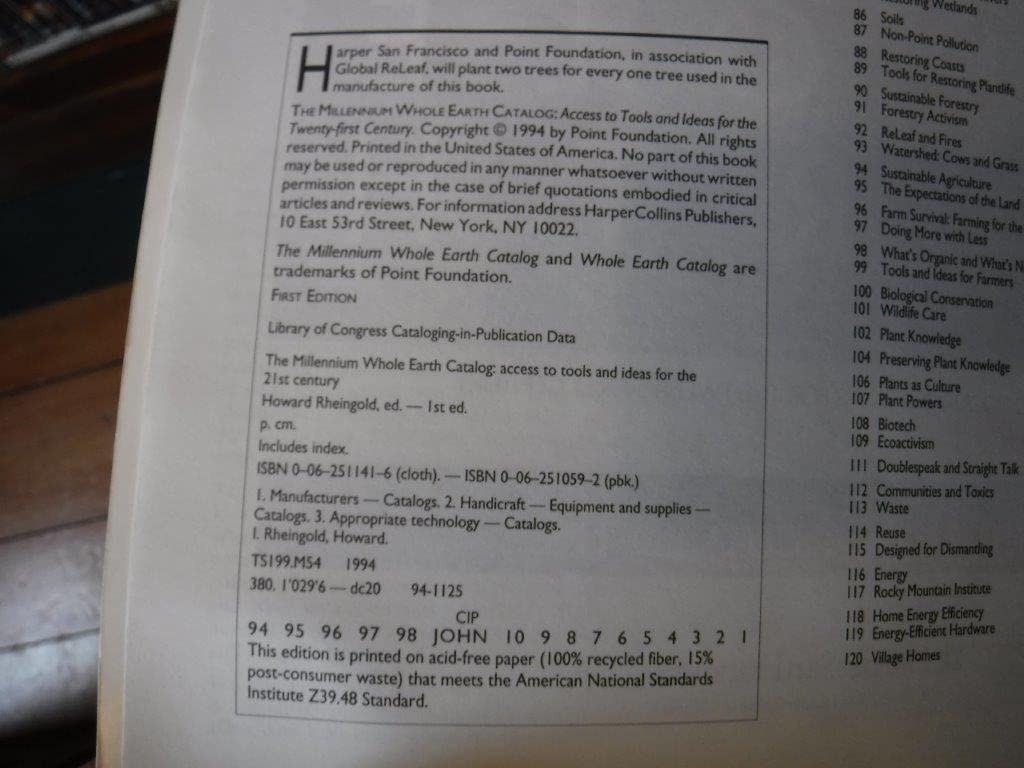 Harper San Francisco and Point Foundation, in association with
Global ReLeaf, will plant two trees for every one tree used in the
manufacture of this book.
THE MILLENNIUM WHOLE EARTH CATALOG: Access to Tools and Ideas for the
Twenty-first Century. Copyright © 1994 by Point Foundation. All rights
reserved. Printed in the United States of America. No part of this book
may be used or reproduced in any manner whatsoever without written
permission except in the case of brief quotations embodied in critical
articles and reviews. For information address HarperCollins Publishers,
10 East 53rd Street, New York, NY 10022.
The Millennium Whole Earth Catalog and Whole Earth Catalog are
trademarks of Point Foundation.
FIRST EDITION
Library of Congress Cataloging-in-Publication Data
The Millennium Whole Earth Catalog: access to tools and ideas for the
21st century
Howard Rheingold, ed. — 1st ed.
p. cm.
Includes index.
ISBN 0–06–251141–6 (cloth). — ISBN 0–06–251059–2 (pbk.)
1. Manufacturers — Catalogs. 2. Handicraft — Equipment and supplies —
Catalogs. 3. Appropriate technology — Catalogs.
I. Rheingold, Howard.
TS199.M54 1994
380. 1'029'6 — dc20 94-1125
CIP
94 95 96 97 98 JOHN 10 9 8 7 6 5 4 3 2 1
This edition is printed on acid-free paper (100% recycled fiber, 15%
post-consumer waste) that meets the American National Standards
Institute Z39.48 Standard.
Wetlands
86 Soils
87 Non-Point Pollution
88 Restoring Coasts
89 Tools for Restoring Plantlife
90 Sustainable Forestry
91 Forestry Activism
92 ReLeaf and Fires
93 Watershed: Cows and Grass
94 Sustainable Agriculture
95 The Expectations of the Land
96 Farm Survival: Farming for the
97 Doing More with Less
98 What's Organic and What's N
99 Tools and Ideas for Farmers
100 Biological Conservation
101 Wildlife Care
102 Plant Knowledge
104 Preserving Plant Knowledge
106 Plants as Culture
107 Plant Powers
108 Biotech
109 Ecoactivism
111 Doublespeak and Straight Talk
112 Communities and Toxics
113 Waste
114 Reuse
115 Designed for Dismantling
116 Energy
117 Rocky Mountain Institute
118 Home Energy Efficiency
119 Energy-Efficient Hardware
120 Village Homes